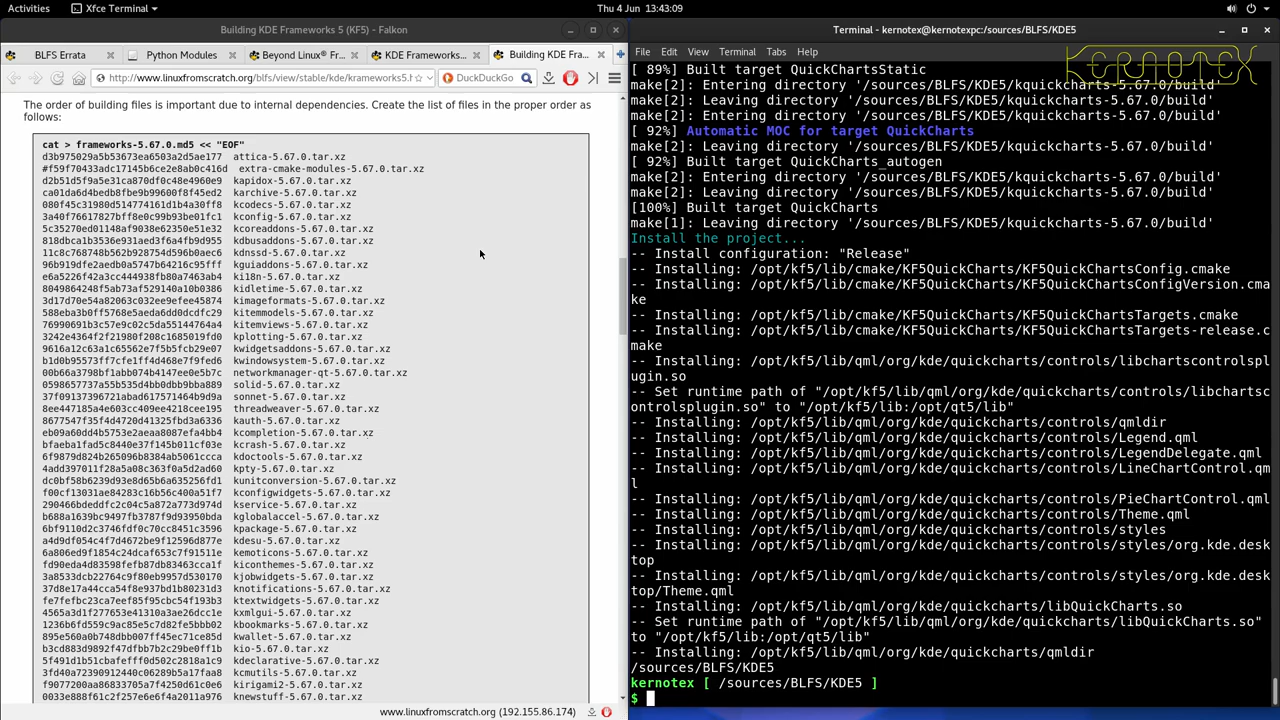 Activities
Xfce Terminal
Thu 4 Jun 13:43:09
Building KDE Frameworks 5 (KF5) - Falkon
BLFS Errata
Python Modules
Beyond Linux® Fr...
KDE Frameworks...
Building KDE Fra...
http://www.linuxfromscratch.org/blfs/view/stable/kde/krameworks5.h
DuckDuckGo
The order of building files is important due to internal dependencies. Create the list of files in the proper order as
follows:
cat > frameworks-5.67.0.md5 << "EOF"
d3b975029a5b53673ea6503a2d5ae177 attica-5.67.0.tar.xz
#f59f70433adc17145b6ce2e8ab0c416d extra-cmake-modules-5.67.0.tar.xz
d2b51d5f9a5e31ca870df0c48e4960e9 kapidox-5.67.0.tar.xz
ca01da6d4bedb8fbe9b99600f8f45ed2 karchive-5.67.0.tar.xz
080f45c31980d514774161d1b4a30ff8 kcodecs-5.67.0.tar.xz
3a40f76617827bff8e0c99b93be01fc1 kconfig-5.67.0.tar.xz
5c35270ed01148af9038e62350e51e32 kcoreaddons-5.67.0.tar.xz
818dbca1b3536e931aed3f6a4fb9d955 kdbusaddons-5.67.0.tar.xz
11c8c768748b562b928754d596e0abee kdnssd-5.67.0.tar.xz
96b919dfe2aedb0a5747b64216c95fff kguiaddons-5.67.0.tar.xz
e6a5226f42a3cc444938fb80a746ab4b ki18n-5.67.0.tar.xz
8049864248f5ab73af529140a10b0386 kidletime-5.67.0.tar.xz
3d17d70e54a82063c032ee9efee45874 kimageformats-5.67.0.tar.xz
588eba3b0ff5768e5aeda6dd0dcdfc29 kitemmodels-5.67.0.tar.xz
76990691b3c57e9c02c5da55144764a4 kitemviews-5.67.0.tar.xz
3242e4364f2f21980f208c1685019fd0 kplotting-5.67.0.tar.xz
9616a12c63a1c65562e7f5b5fcb29e07 kwidgetsaddons-5.67.0.tar.xz
b1d0b95573ff7cfe1ff4d468e7f9fed6 kwindowsystem-5.67.0.tar.xz
00b66a3798bf1abb074b4147ee0e5b7c networkmanager-qt-5.67.0.tar.xz
0598657737a55b535d4bb0dbb9bba889 solid-5.67.0.tar.xz
37f09137396721abad617571464b9d9a sonnet-5.67.0.tar.xz
8ee447185a4e603cc409ee4218cee195 threadweaver-5.67.0.tar.xz
8677547f35f4d4720d41325fbd3a6336 kauth-5.67.0.tar.xz
eb09a60dd4b5753e2aeaa8087efa4bb4 kcompletion-5.67.0.tar.xz
bfaeba1fad5c8440e37f145b011cf03e kcrash-5.67.0.tar.xz
6f9879d824b265096b8384ab5061ccca kdoctools-5.67.0.tar.xz
4add397011f28a5a08c363f0a5d2ad60 kpty-5.67.0.tar.xz
dc0bf58b6239d93e8d65b6a635256fd1 kunitconversion-5.67.0.tar.xz
f00cf13031ae84283c16b56c400a51f7 kconfigwidgets-5.67.0.tar.xz
290466bdeddfc2c04c5a872a773d974d kservice-5.67.0.tar.xz
b688a1639bc9497fb3787f9d93950bda kglobalaccel-5.67.0.tar.xz
6bf9110d2c3746fdf0c70cc8451c3596 kpackage-5.67.0.tar.xz
a4d9df054c4f7d4672be9f12596d877e kdesu-5.67.0.tar.xz
6a806ed9f1854c24dcaf653c7f91511e kemoticons-5.67.0.tar.xz
fd90eda4d83598fefb87db83463cca1f kiconthemes-5.67.0.tar.xz
3a8533dcb22764c9f80eb9957d530170 kjobwidgets-5.67.0.tar.xz
37d8e17a44ca54f8e937bd1b80d57371 knotifications-5.67.0.tar.xz
fe7fefbc23ca7eef85f95cbc54f193b3 ktextwidgets-5.67.0.tar.xz
4565a3d1f277653e41310a3ae26dcc1e kxmlgui-5.67.0.tar.xz
1236b6fd559c9ac85e5c7d82fe5bbb02 kbookmarks-5.67.0.tar.xz
895e560a0b748dbb007ff45ec71ce85d kwallet-5.67.0.tar.xz
b3cd883d9892f47dfbb7b2c29be0ff1b kio-5.67.0.tar.xz
5f491d1b51cbafefff0d502c2818a1c9 kdeclarative-5.67.0.tar.xz
3fd40a72390912440c06289b5a17faa8 kcmutils-5.67.0.tar.xz
f9077200aa86833705a7f4250d61c0e6 kirigami2-5.67.0.tar.xz
0033e888f61c2f257e6e6f4a2011a976 knewstuff-5.67.0.tar.xz
www.linuxfromscratch.org (192.155.86.174)
Terminal - kernotex@kernotexpc:/sources/BLFS/KDE5
File Edit View Terminal Tabs Help
KERNOTEX
[ 89%] Built target QuickChartsStatic
make[2]: Entering directory '/sources/BLFS/KDE5/kquickcharts-5.67.0/build'
make[2]: Leaving directory '/sources/BLFS/KDE5/kquickcharts-5.67.0/build'
make[2]: Entering directory '/sources/BLFS/KDE5/kquickcharts-5.67.0/build'
[ 92%] Automatic MOC for target QuickCharts
make[2]: Leaving directory '/sources/BLFS/KDE5/kquickcharts-5.67.0/build'
[ 92%] Built target QuickCharts_autogen
make[2]: Entering directory '/sources/BLFS/KDE5/kquickcharts-5.67.0/build'
make[2]: Leaving directory '/sources/BLFS/KDE5/kquickcharts-5.67.0/build'
[100%] Built target QuickCharts
make[1]: Leaving directory '/sources/BLFS/KDE5/kquickcharts-5.67.0/build'
Install the project...
-- Install configuration: "Release"
-- Installing: /opt/kf5/lib/cmake/KF5QuickCharts/KF5QuickChartsConfig.cmake
-- Installing: /opt/kf5/lib/cmake/KF5QuickCharts/KF5QuickChartsConfigVersion.cma
ke
-- Installing: /opt/kf5/lib/cmake/KF5QuickCharts/KF5QuickChartsTargets.cmake
-- Installing: /opt/kf5/lib/cmake/KF5QuickCharts/KF5QuickChartsTargets-release.c
make
-- Installing: /opt/kf5/lib/qml/org/kde/quickcharts/controls/libchartscontrolspl
ugin.so
-- Set runtime path of "/opt/kf5/lib/qml/org/kde/quickcharts/controls/libchartsc
ontrolsplugin.so" to "/opt/kf5/lib:/opt/qt5/lib"
-- Installing: /opt/kf5/lib/qml/org/kde/quickcharts/controls/qmldir
-- Installing: /opt/kf5/lib/qml/org/kde/quickcharts/controls/Legend.qml
-- Installing: /opt/kf5/lib/qml/org/kde/quickcharts/controls/LegendDelegate.qml
-- Installing: /opt/kf5/lib/qml/org/kde/quickcharts/controls/LineChartControl.qm
l
-- Installing: /opt/kf5/lib/qml/org/kde/quickcharts/controls/PieChartControl.qml
-- Installing: /opt/kf5/lib/qml/org/kde/quickcharts/controls/Theme.qml
-- Installing: /opt/kf5/lib/qml/org/kde/quickcharts/controls/styles
-- Installing: /opt/kf5/lib/qml/org/kde/quickcharts/controls/styles/org.kde.desk
top
-- Installing: /opt/kf5/lib/qml/org/kde/quickcharts/controls/styles/org.kde.desk
top/Theme.qml
-- Installing: /opt/kf5/lib/qml/org/kde/quickcharts/libQuickCharts.so
-- Set runtime path of "/opt/kf5/lib/qml/org/kde/quickcharts/libQuickCharts.so"
to "/opt/kf5/lib:/opt/qt5/lib"
-- Installing: /opt/kf5/lib/qml/org/kde/quickcharts/qmldir
/sources/BLFS/KDE5
kernotex [ /sources/BLFS/KDE5 ]
$